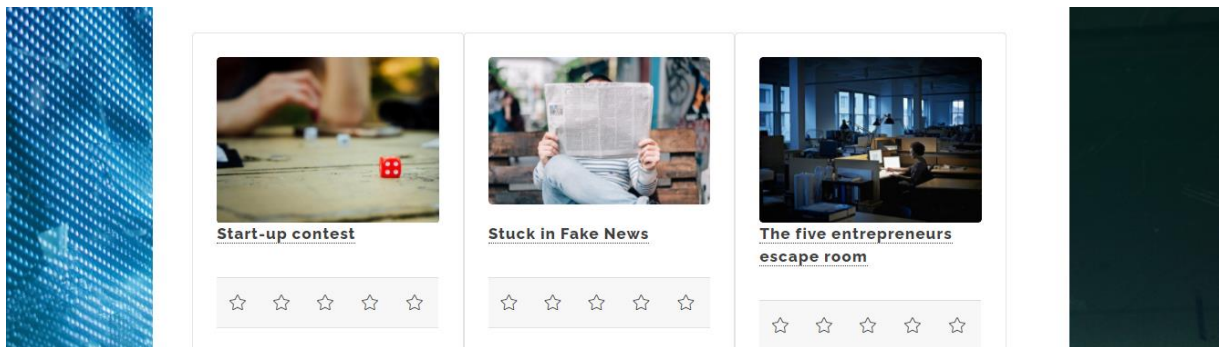 Start-up contest
Stuck in Fake News
The five entrepreneurs
escape room